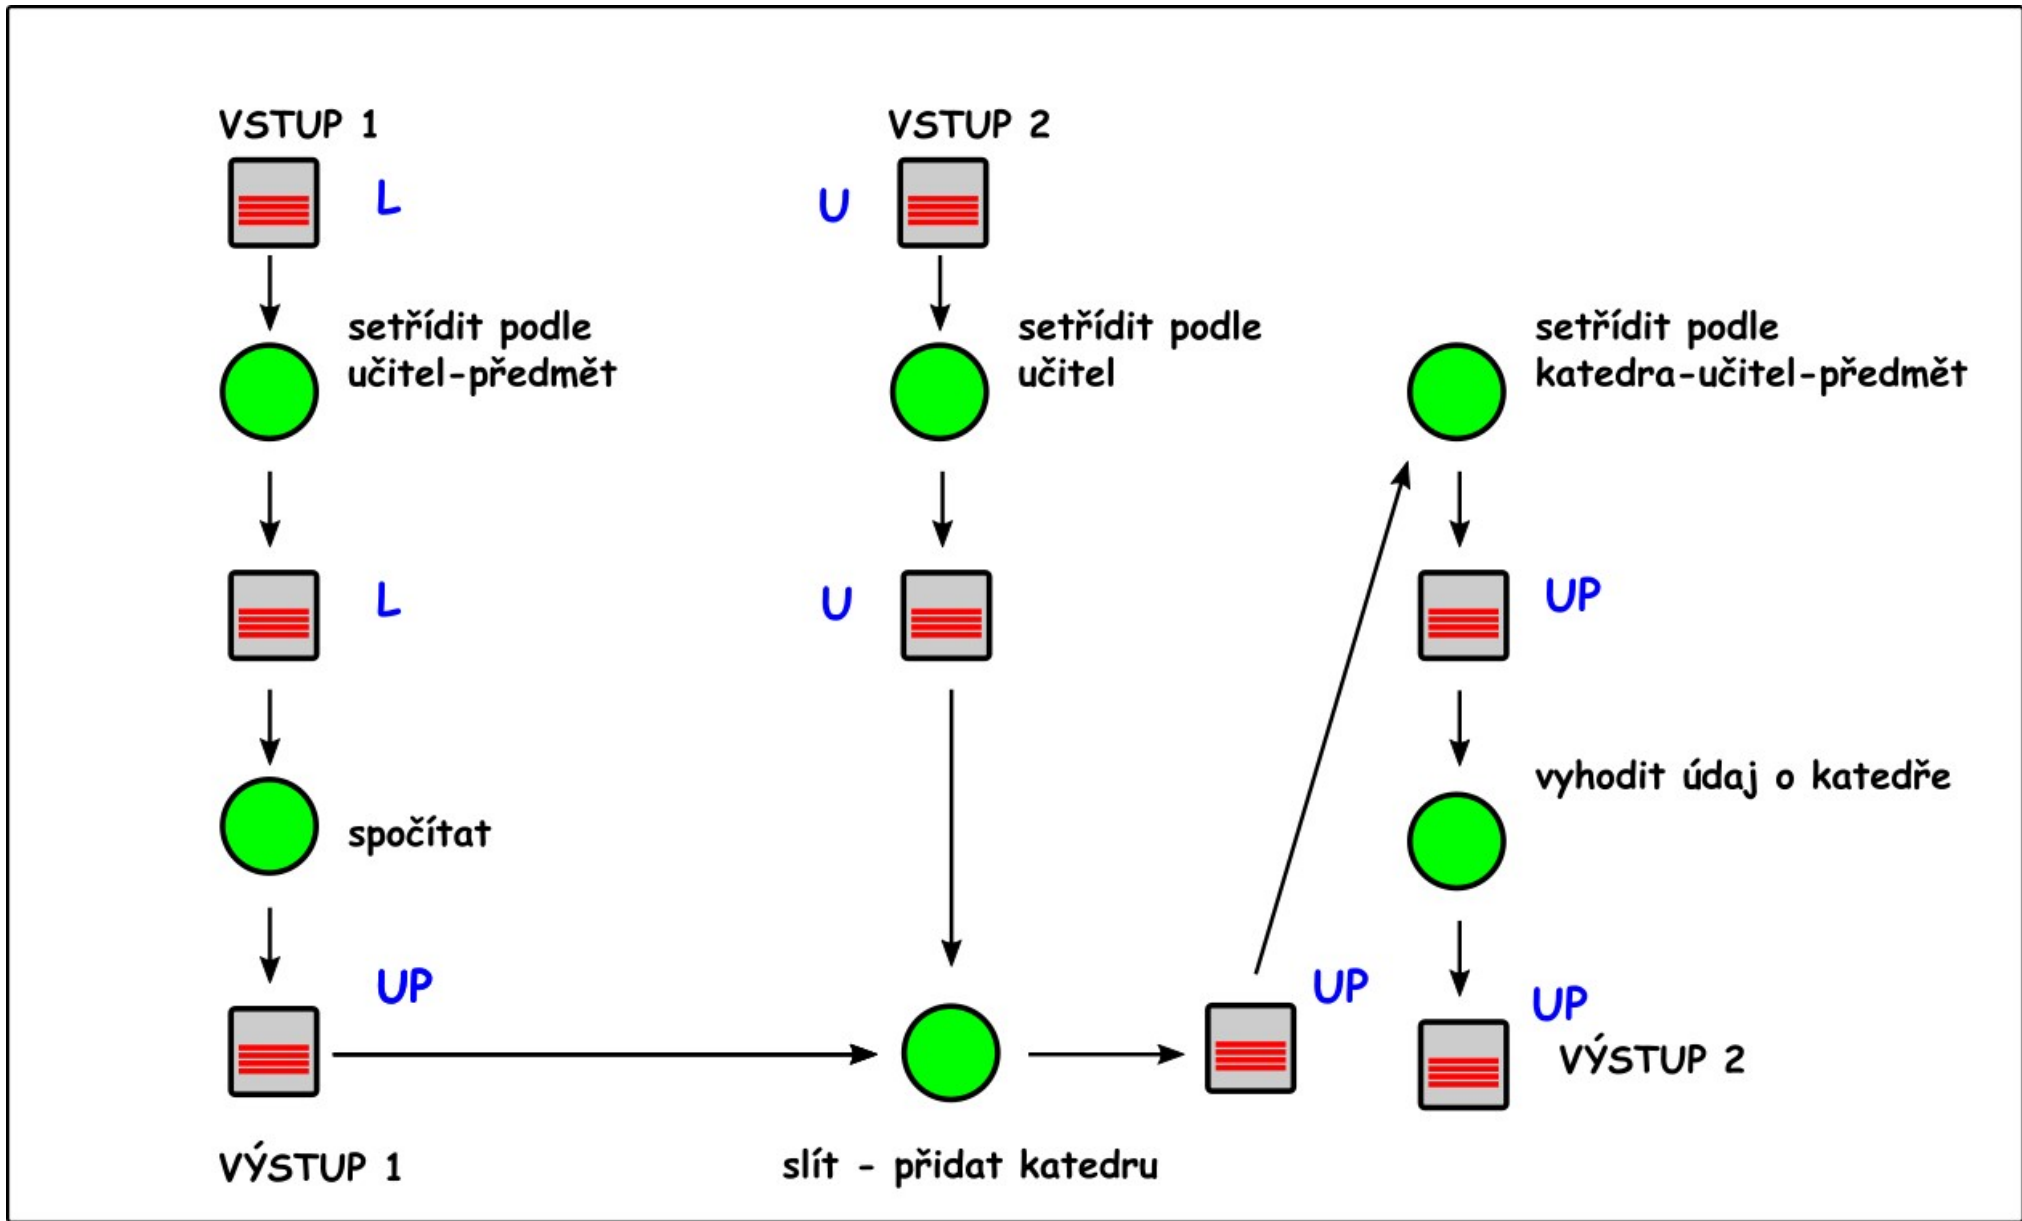 VSTUP 1
L
setřídit podle
učitel-předmět
L
spočítat
UP
VÝSTUP 1
VSTUP 2
U
setřídit podle
učitel
U
slít - přidat katedru
UP
setřídit podle
katedra-učitel-předmět
UP
vyhodit údaj o katedře
UP
VÝSTUP 2